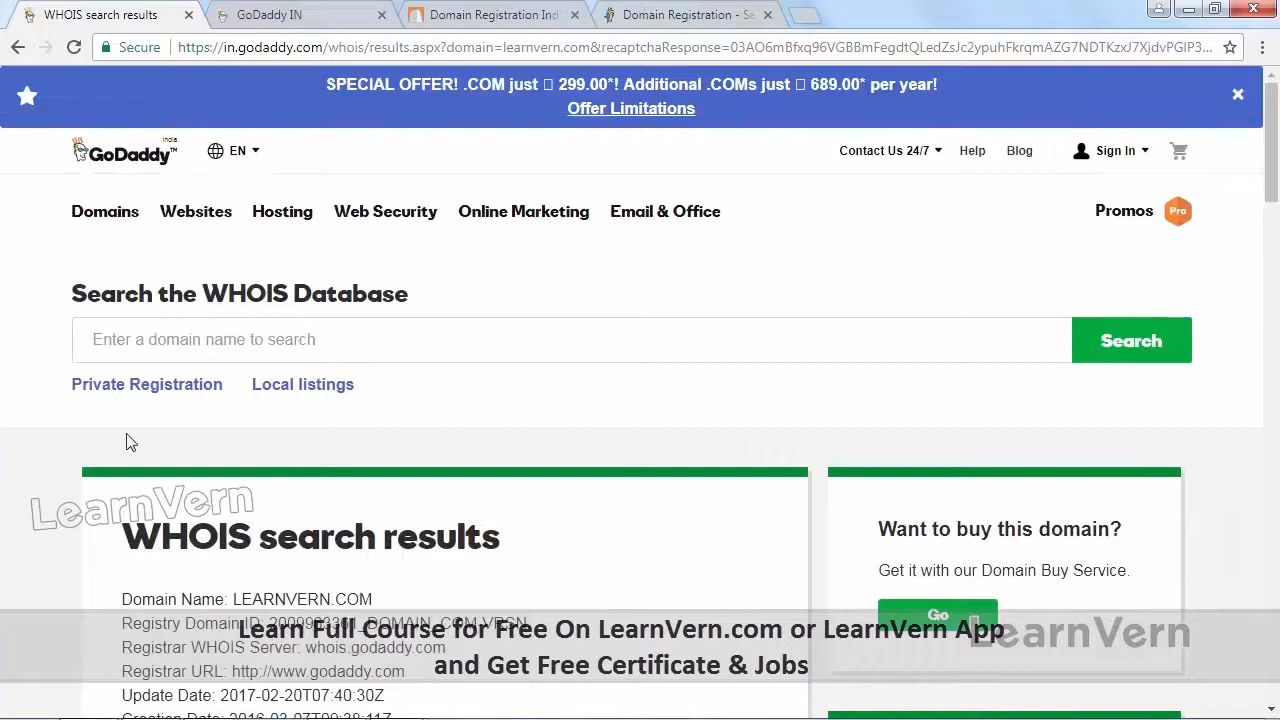 WHOIS search results
GoDaddy IN
Domain Registration Indi
Domain Registration - Se
Secure
https://in.godaddy.com/whois/results.aspx?domain=learnvern.com&recaptchaResponse=
SPECIAL OFFER! .COM just 299.00*! Additional .COMs just 689.00* per year!
Offer Limitations
India
GoDaddy™
EN
Contact Us 24/7
Help
Blog
Sign In
Domains
Websites
Hosting
Web Security
Online Marketing
Email & Office
Promos
Pro
Search the WHOIS Database
Enter a domain name to search
Search
Private Registration
Local listings
LearnVern
WHOIS search results
Domain Name: LEARNVERN.COM
Registry Domain ID:
Registrar WHOIS Server: whois.godaddy.com
Registrar URL: http://www.godaddy.com
Update Date: 2017-02-20T07:40:30Z
Want to buy this domain?
Get it with our Domain Buy Service.
Go
Learn Full Course for Free On LearnVern.com or LearnVern App
and Get Free Certificate & Jobs
LearnVern